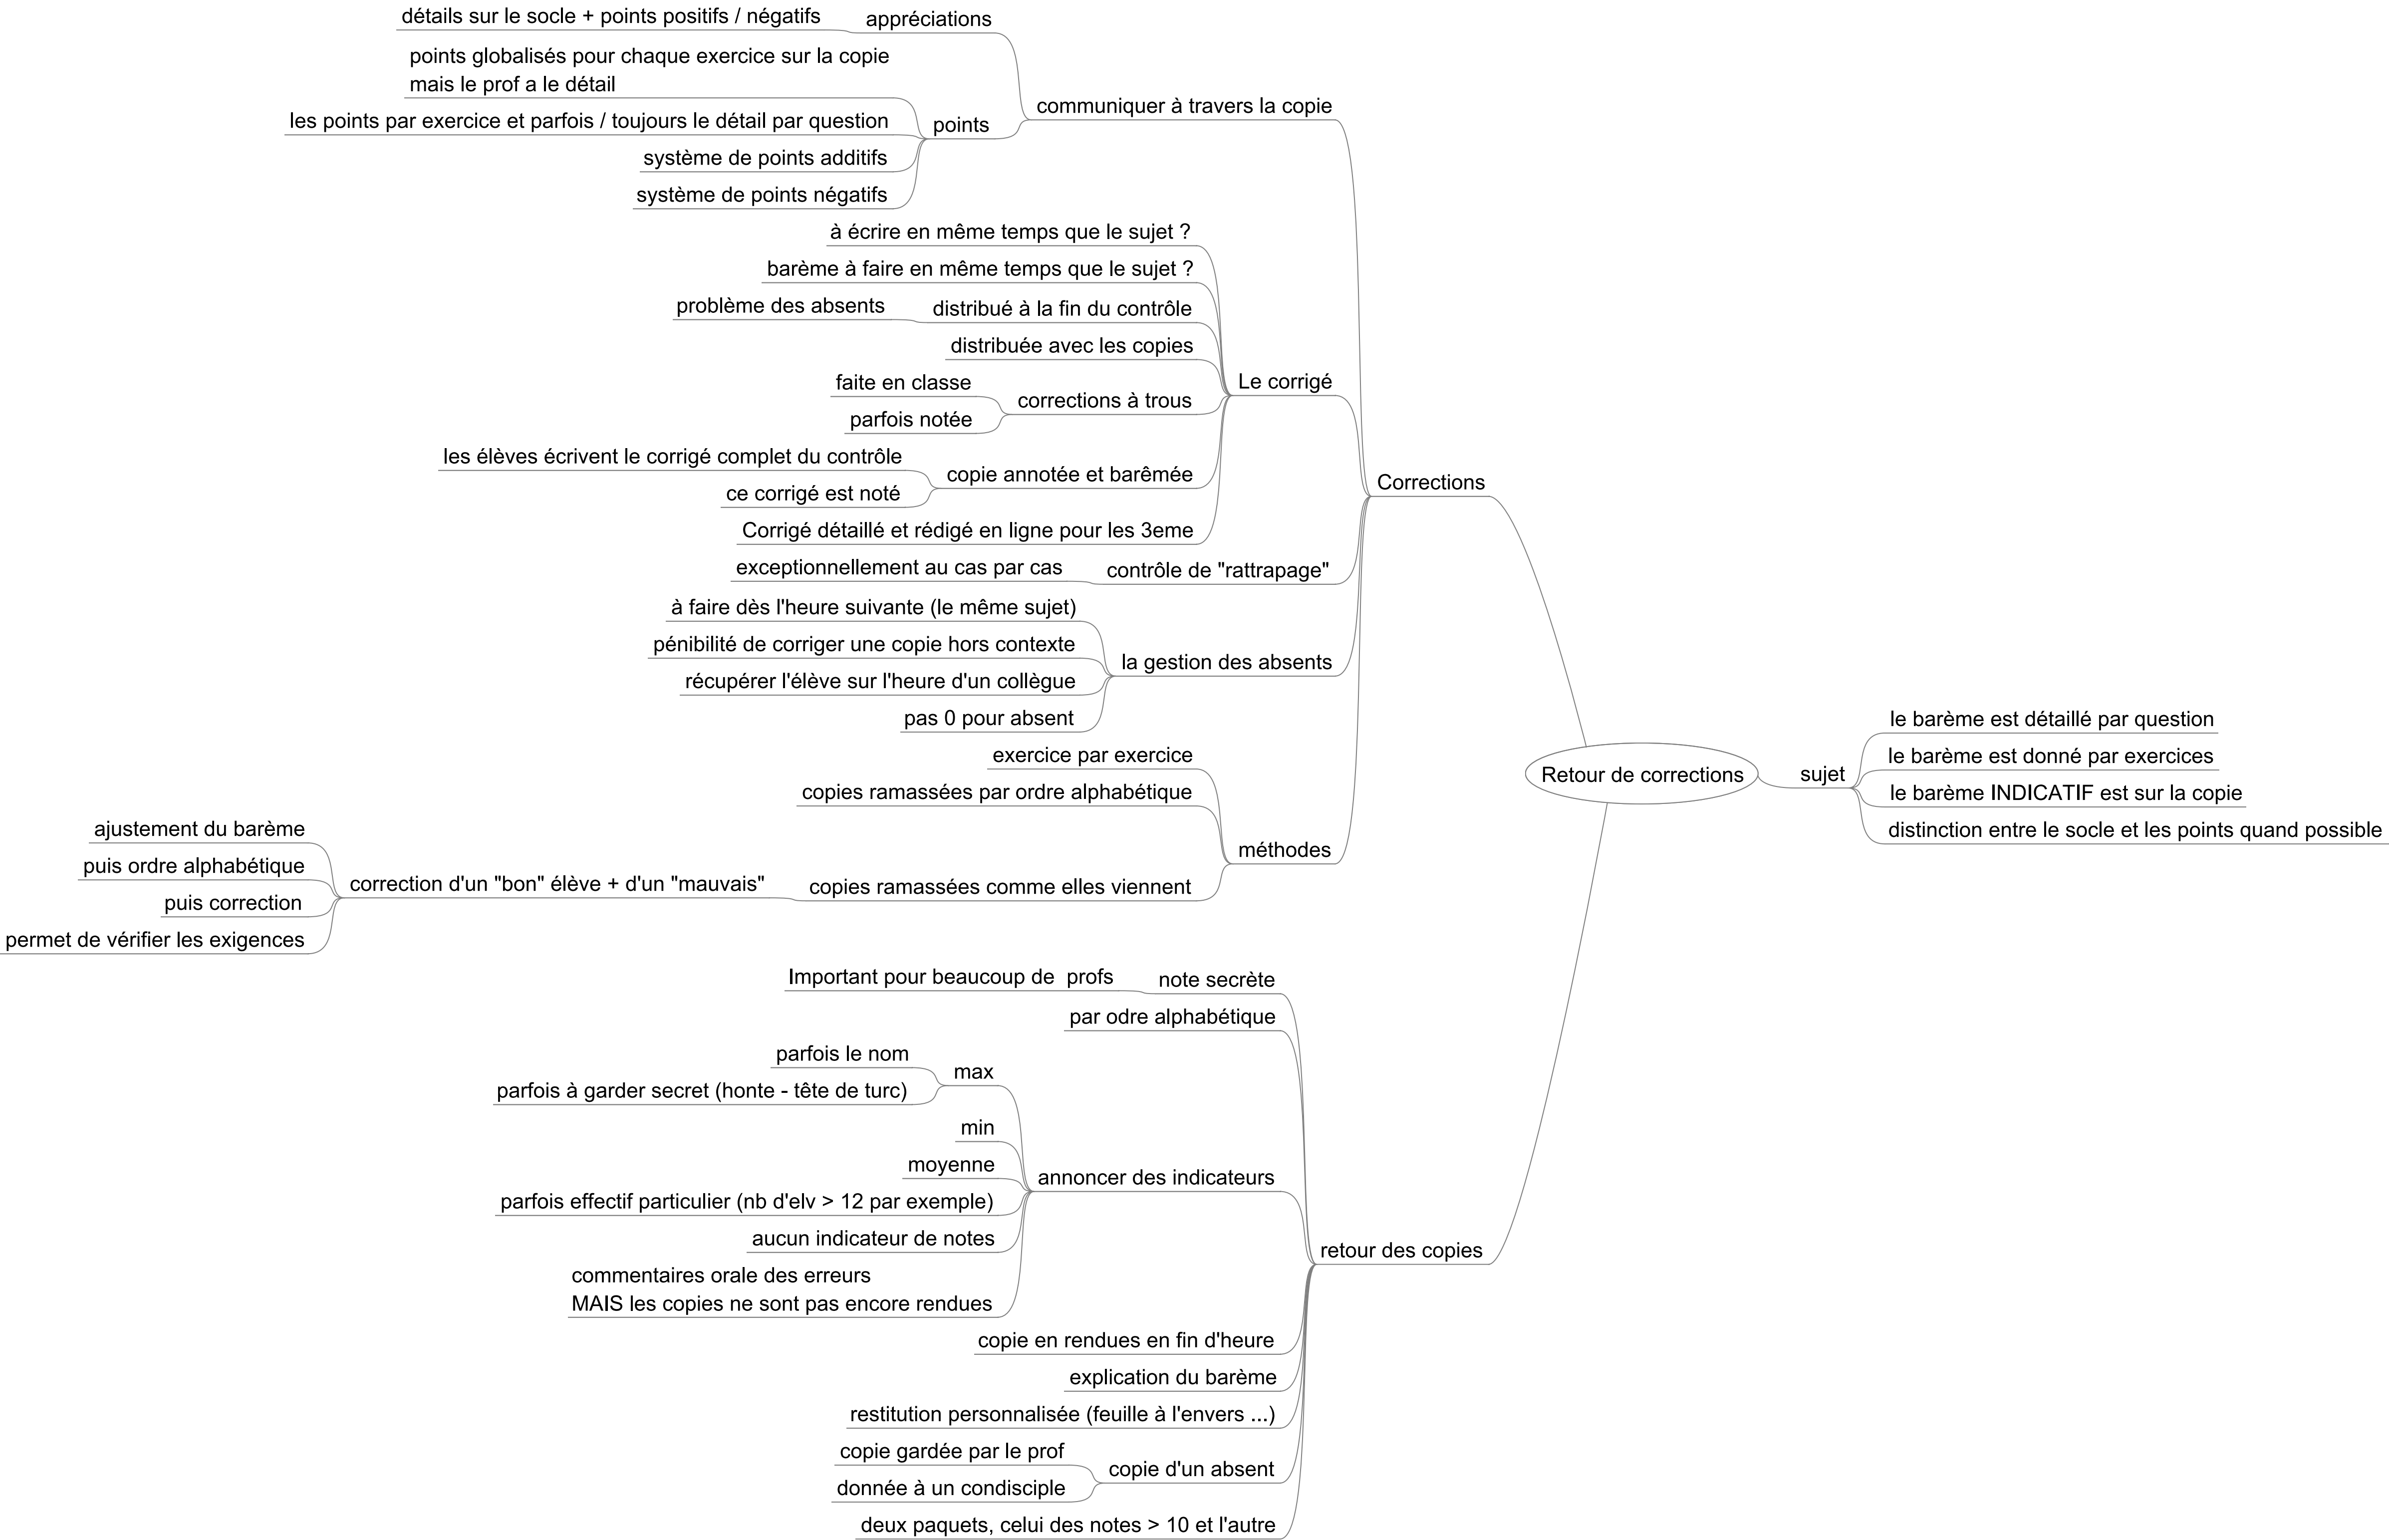 détails sur le socle + points positifs / négatifs
appréciations
points globalisés pour chaque exercice sur la copie
mais le prof a le détail
les points par exercice et parfois / toujours le détail par question
système de points additifs
système de points négatifs
points
communiquer à travers la copie
à écrire en même temps que le sujet ?
barème à faire en même temps que le sujet ?
problème des absents
distribué à la fin du contrôle
distribuée avec les copies
faite en classe
parfois notée
corrections à trous
les élèves écrivent le corrigé complet du contrôle
ce corrigé est noté
copie annotée et barêmée
Corrigé détaillé et rédigé en ligne pour les 3eme
Le corrigé
exceptionnellement au cas par cas
contrôle de "rattrapage"
à faire dès l'heure suivante (le même sujet)
pénibilité de corriger une copie hors contexte
récupérer l'élève sur l'heure d'un collègue
pas 0 pour absent
la gestion des absents
exercice par exercice
copies ramassées par ordre alphabétique
ajustement du barème
puis ordre alphabétique
puis correction
permet de vérifier les exigences
correction d'un "bon" élève + d'un "mauvais"
copies ramassées comme elles viennent
méthodes
Corrections
Retour de corrections
sujet
le barème est détaillé par question
le barème est donné par exercices
le barème INDICATIF est sur la copie
distinction entre le socle et les points quand possible
Important pour beaucoup de  profs
note secrète
par odre alphabétique
parfois le nom
parfois à garder secret (honte - tête de turc)
max
min
moyenne
parfois effectif particulier (nb d'elv > 12 par exemple)
aucun indicateur de notes
commentaires orale des erreurs
MAIS les copies ne sont pas encore rendues
annoncer des indicateurs
copie en rendues en fin d'heure
explication du barème
restitution personnalisée (feuille à l'envers ...)
copie gardée par le prof
donnée à un condisciple
copie d'un absent
deux paquets, celui des notes > 10 et l'autre
retour des copies